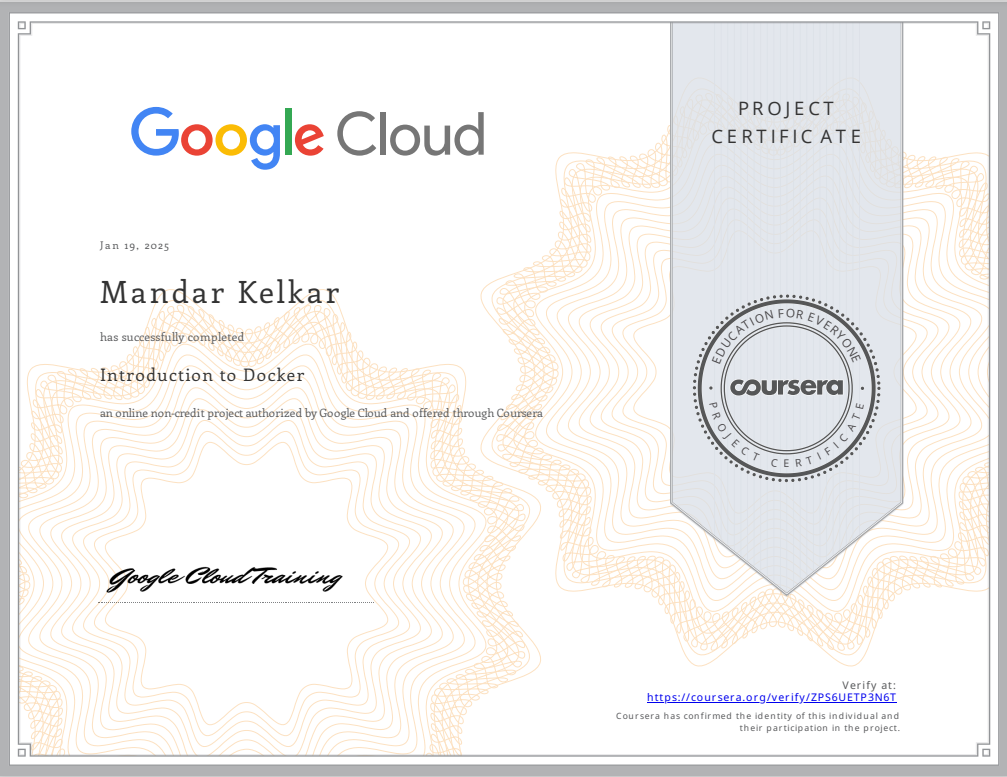 Google Cloud
PROJECT
CERTIFICATE
Jan 19, 2025
Mandar Kelkar
has successfully completed
Introduction to Docker
an online non-credit project authorized by Google Cloud and offered through Coursera
EDUCATION FOR EVERYONE
coursera
PROJECT CERTIFICATE
Google Cloud Training
Verify at:
https://coursera.org/verify/ZPS6UETP3N6T
Coursera has confirmed the identity of this individual and
their participation in the project.